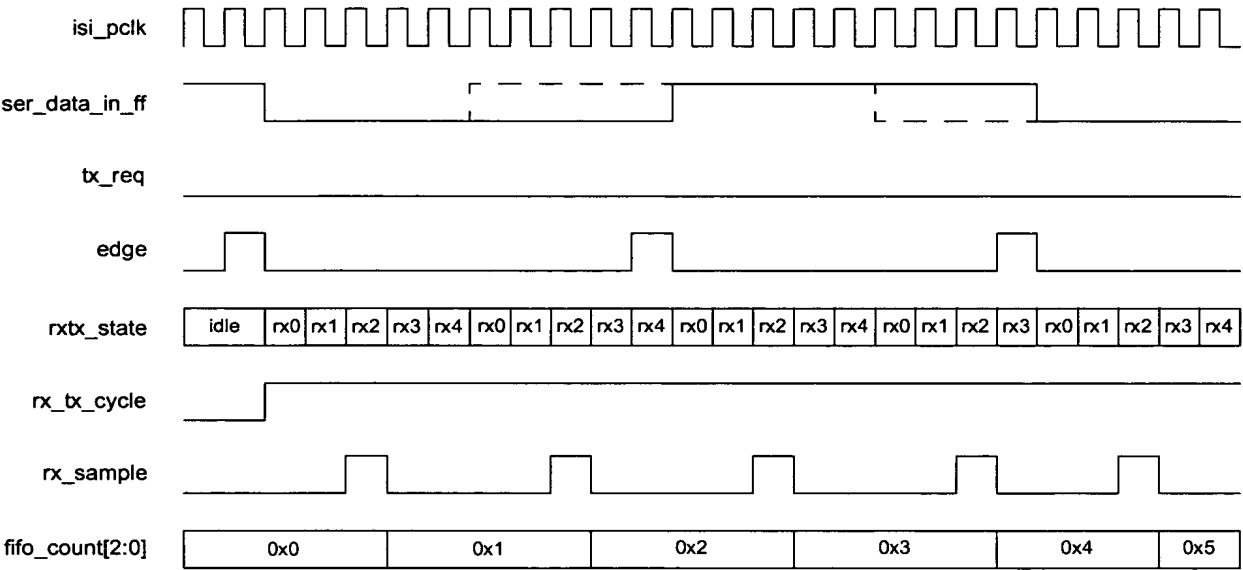 isi_pclk
ser_data_in_ff
tx_req
edge
rxtx_state idle rx0 rx1 rx2 rx3 rx4 rx0 rx1 rx2 rx3 rx4 rx0 rx1 rx2 rx3 rx4 rx0 rx1 rx2 rx3 rx0 rx1 rx2 rx3 rx4
rx_tx_cycle
rx_sample
fifo_count[2:0] 0x0 0x1 0x2 0x3 0x4 0x5